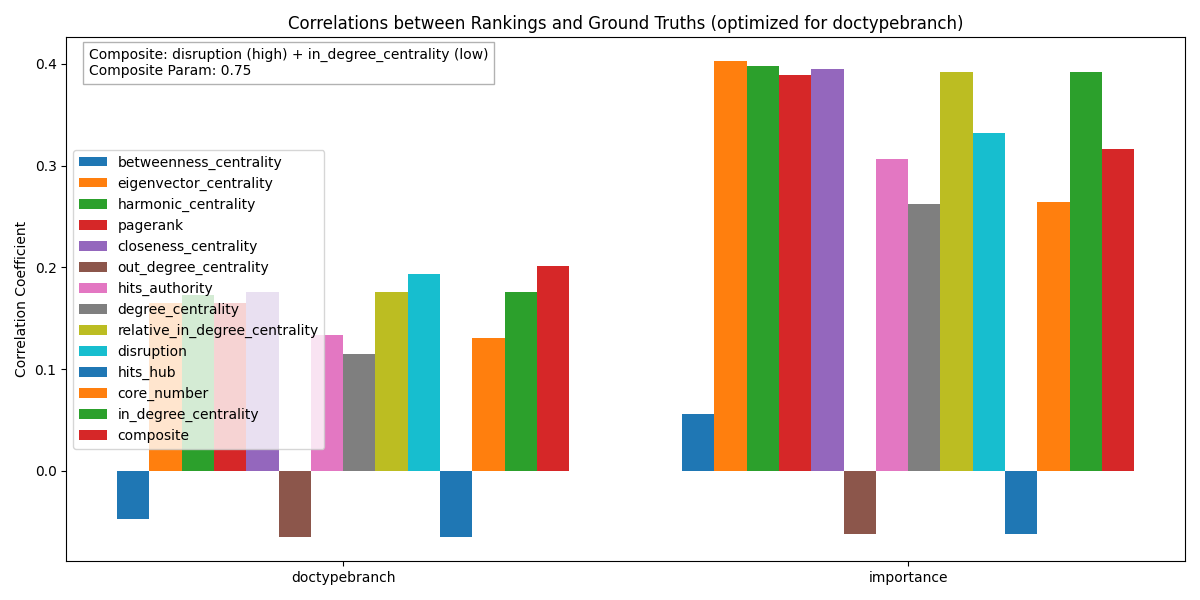 Correlations between Rankings and Ground Truths (optimized for doctypebranch)
Composite: disruption (high) + in_degree_centrality (low)
Composite Param: 0.75
Correlation Coefficient
0.4
0.3
0.2
0.1
0.0
betweenness_centrality
eigenvector_centrality
harmonic_centrality
pagerank
closeness_centrality
out_degree_centrality
hits_authority
degree_centrality
relative_in_degree_centrality
disruption
hits_hub
core_number
in_degree_centrality
composite
doctypebranch
importance